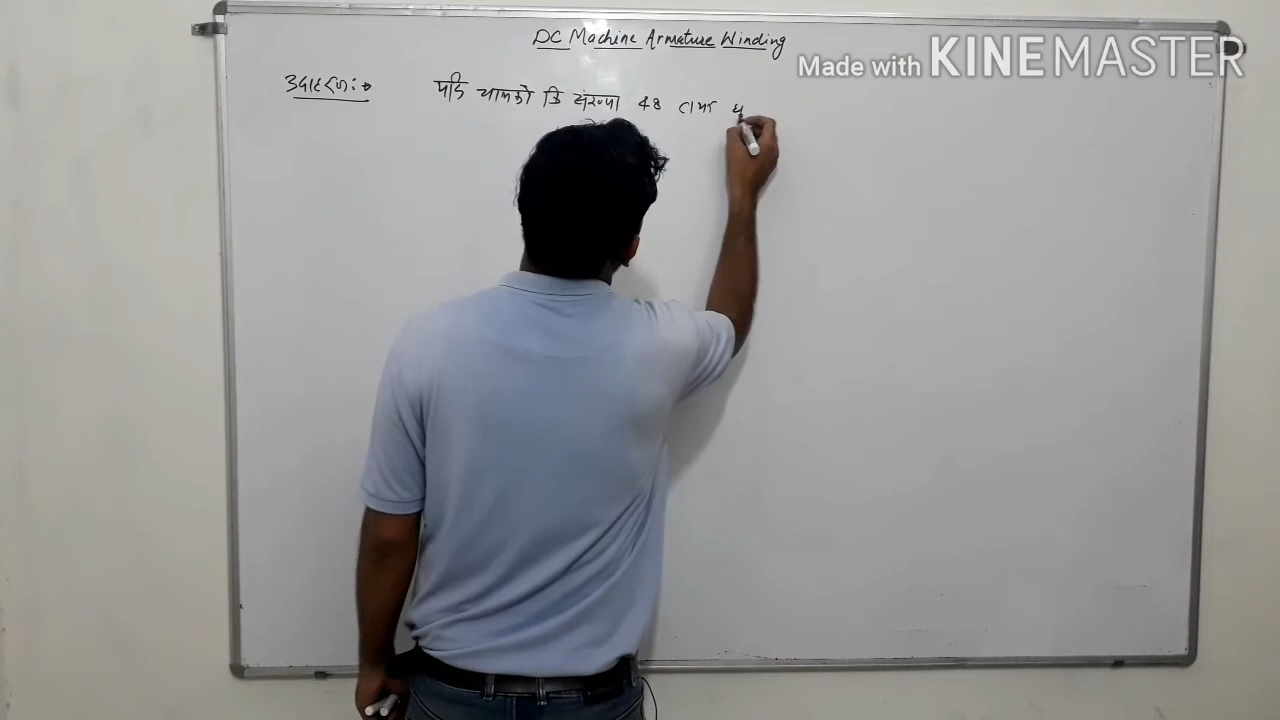 DC Machine Armature Winding
Made with KINEMASTER
उदाहरण :→ यदि चालको कि संख्या 48 तथा